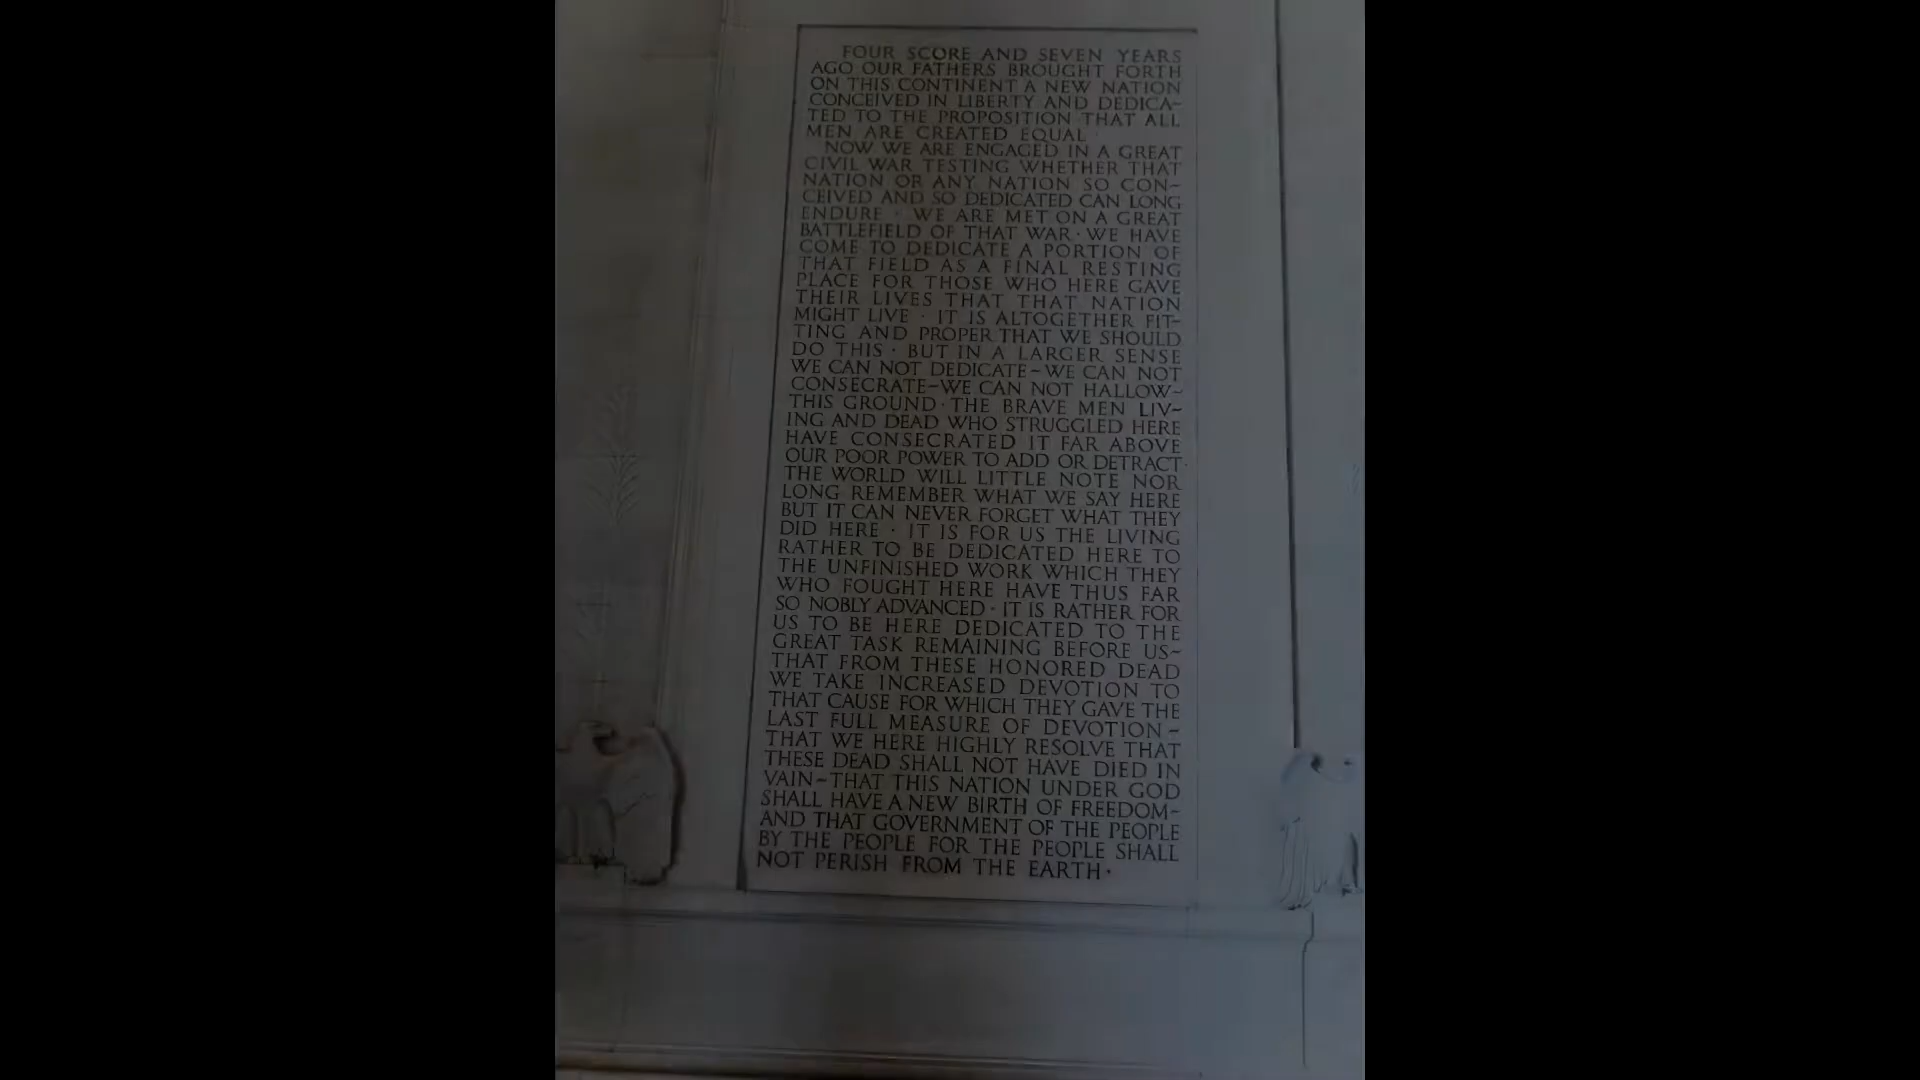 FOUR SCORE AND SEVEN YEARS
AGO OUR FATHERS BROUGHT FORTH
ON THIS CONTINENT A NEW NATION
CONCEIVED IN LIBERTY AND DEDICA-
TED TO THE PROPOSITION THAT ALL
MEN ARE CREATED EQUAL ·
NOW WE ARE ENGAGED IN A GREAT
CIVIL WAR TESTING WHETHER THAT
NATION OR ANY NATION SO CON-
CEIVED AND SO DEDICATED CAN LONG
ENDURE · WE ARE MET ON A GREAT
BATTLEFIELD OF THAT WAR · WE HAVE
COME TO DEDICATE A PORTION OF
THAT FIELD AS A FINAL RESTING
PLACE FOR THOSE WHO HERE GAVE
THEIR LIVES THAT THAT NATION
MIGHT LIVE · IT IS ALTOGETHER FIT-
TING AND PROPER THAT WE SHOULD
DO THIS · BUT IN A LARGER SENSE
WE CAN NOT DEDICATE-WE CAN NOT
CONSECRATE-WE CAN NOT HALLOW-
THIS GROUND · THE BRAVE MEN LIV-
ING AND DEAD WHO STRUGGLED HERE
HAVE CONSECRATED IT FAR ABOVE
OUR POOR POWER TO ADD OR DETRACT·
THE WORLD WILL LITTLE NOTE NOR
LONG REMEMBER WHAT WE SAY HERE
BUT IT CAN NEVER FORGET WHAT THEY
DID HERE · IT IS FOR US THE LIVING
RATHER TO BE DEDICATED HERE TO
THE UNFINISHED WORK WHICH THEY
WHO FOUGHT HERE HAVE THUS FAR
SO NOBLY ADVANCED · IT IS RATHER FOR
US TO BE HERE DEDICATED TO THE
GREAT TASK REMAINING BEFORE US-
THAT FROM THESE HONORED DEAD
WE TAKE INCREASED DEVOTION TO
THAT CAUSE FOR WHICH THEY GAVE THE
LAST FULL MEASURE OF DEVOTION-
THAT WE HERE HIGHLY RESOLVE THAT
THESE DEAD SHALL NOT HAVE DIED IN
VAIN-THAT THIS NATION UNDER GOD
SHALL HAVE A NEW BIRTH OF FREEDOM-
AND THAT GOVERNMENT OF THE PEOPLE
BY THE PEOPLE FOR THE PEOPLE SHALL
NOT PERISH FROM THE EARTH ·